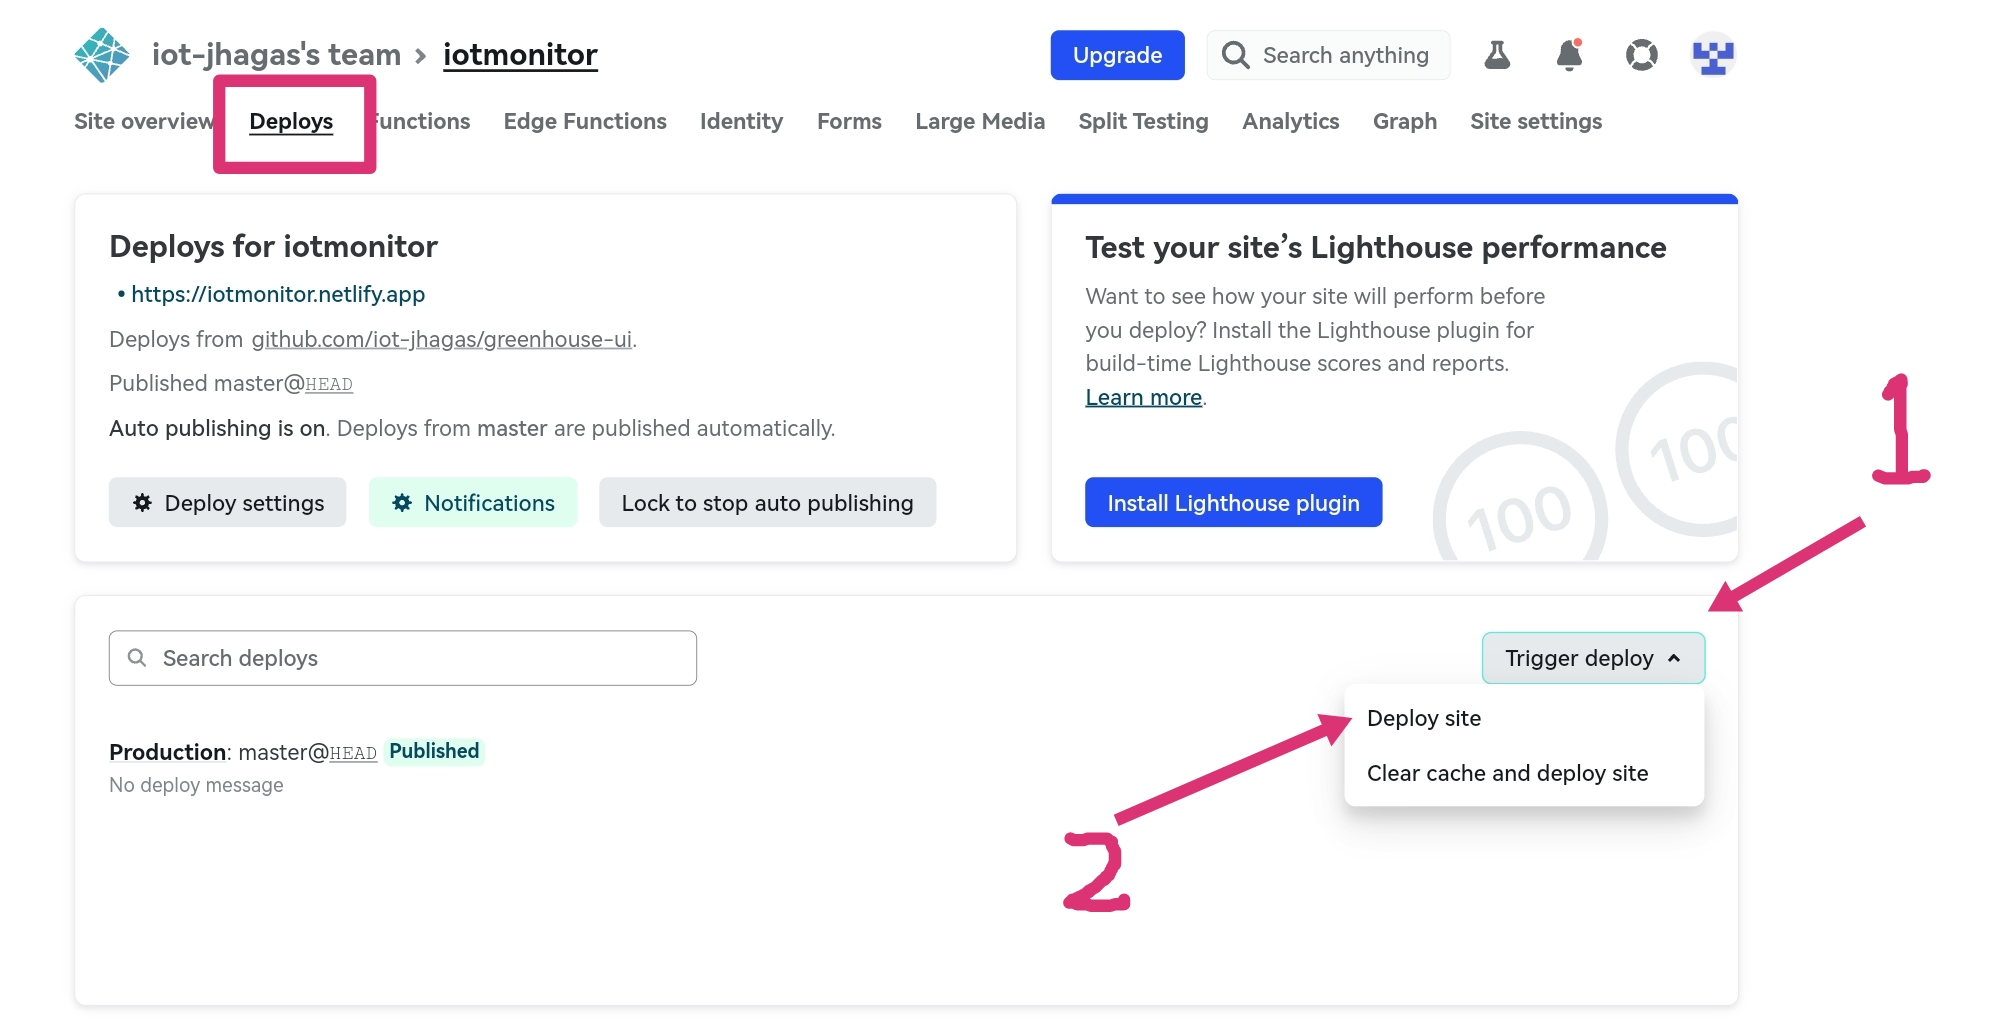 iot-jhagas's team › iotmonitor
Upgrade
Search anything
Site overview Deploys Functions Edge Functions Identity Forms Large Media Split Testing Analytics Graph Site settings
Deploys for iotmonitor
• https://iotmonitor.netlify.app
Deploys from github.com/iot-jhagas/greenhouse-ui.
Published master@HEAD
Auto publishing is on. Deploys from master are published automatically.
Deploy settings
Notifications
Lock to stop auto publishing
Test your site’s Lighthouse performance
Want to see how your site will perform before
you deploy? Install the Lighthouse plugin for
build-time Lighthouse scores and reports.
Learn more.
Install Lighthouse plugin
100
100
1
Search deploys
Trigger deploy
Deploy site
Clear cache and deploy site
Production: master@HEAD Published
No deploy message
2